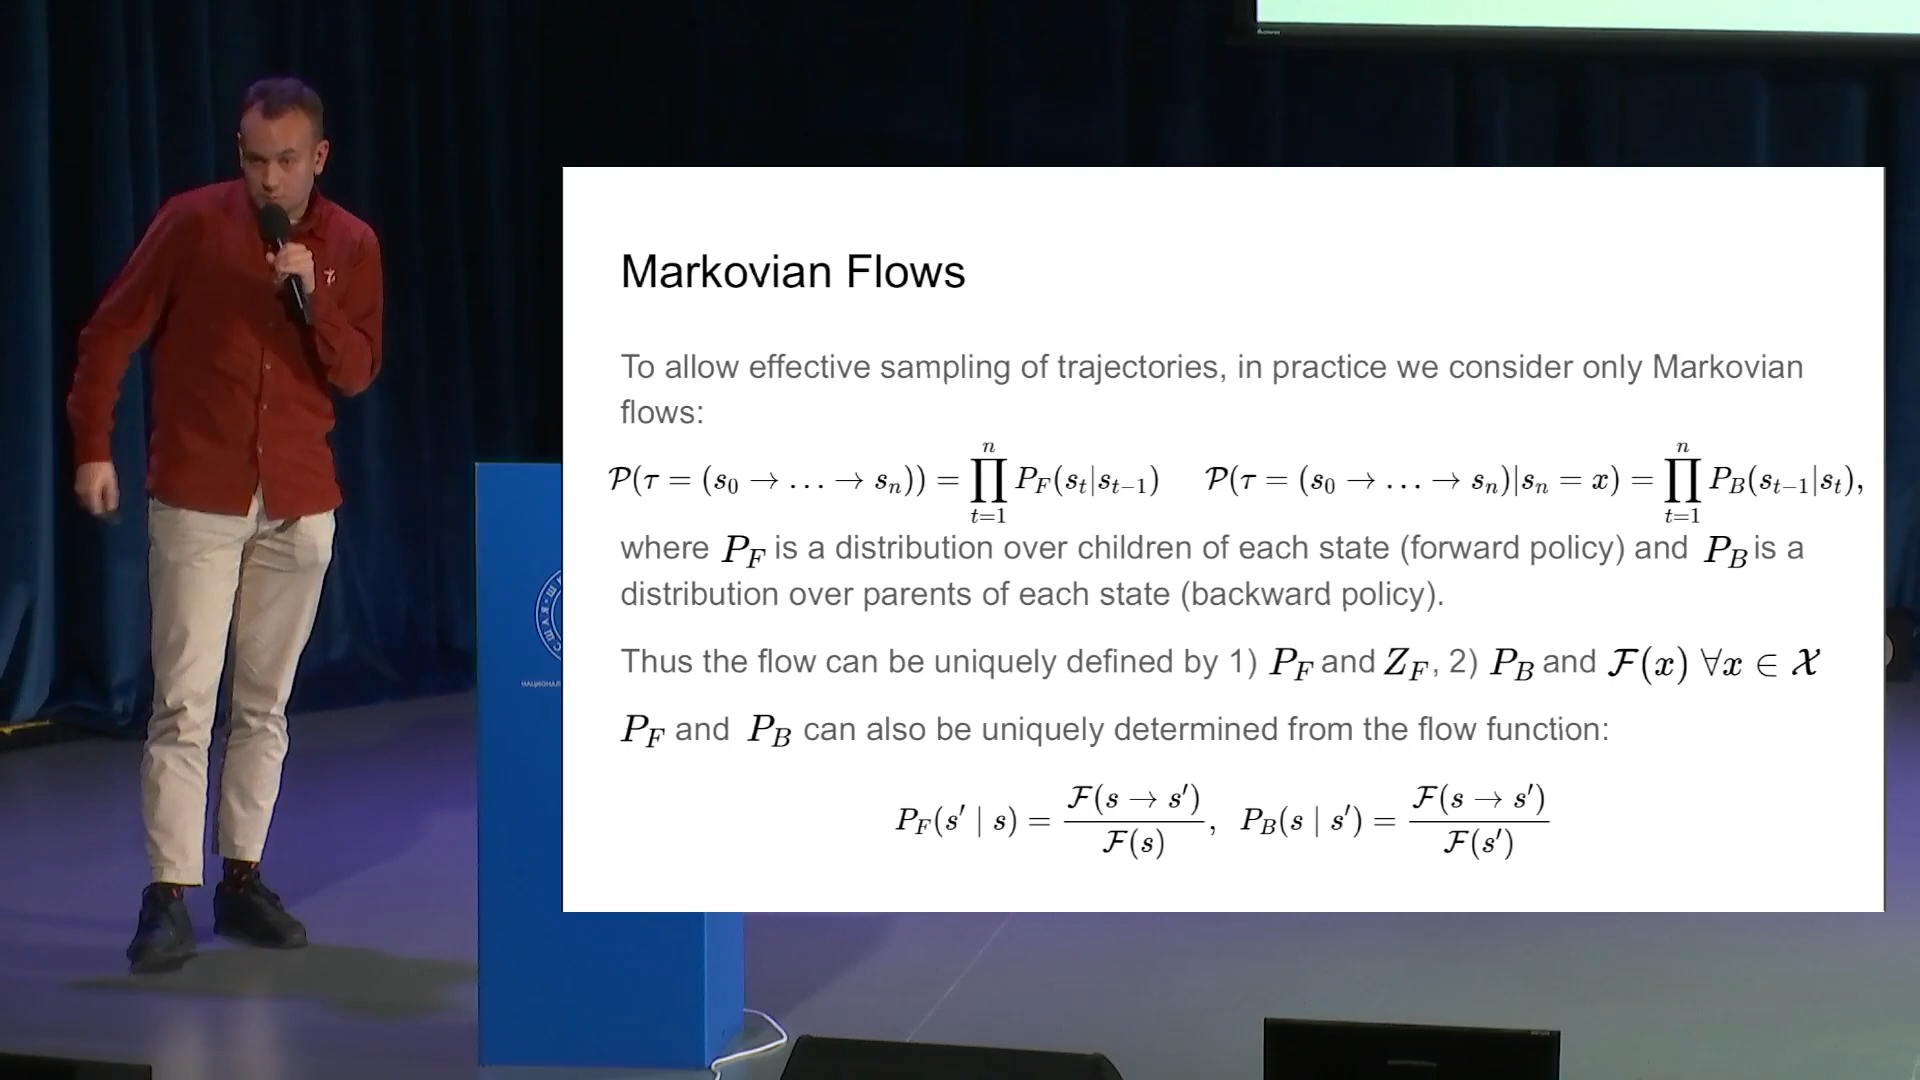 Markovian Flows
To allow effective sampling of trajectories, in practice we consider only Markovian
flows:
𝒫(τ = (s₀ → … → sₙ)) = ∏ₜ₌₁ⁿ P_F(sₜ|sₜ₋₁)   𝒫(τ = (s₀ → … → sₙ)|sₙ = x) = ∏ₜ₌₁ⁿ P_B(sₜ₋₁|sₜ),
where P_F is a distribution over children of each state (forward policy) and P_B is a
distribution over parents of each state (backward policy).
Thus the flow can be uniquely defined by 1) P_F and Z_F, 2) P_B and ℱ(x) ∀x ∈ 𝒳
P_F and P_B can also be uniquely determined from the flow function:
P_F(s′ | s) = ℱ(s → s′) / ℱ(s),  P_B(s | s′) = ℱ(s → s′) / ℱ(s′)
НАЦИОНАЛ